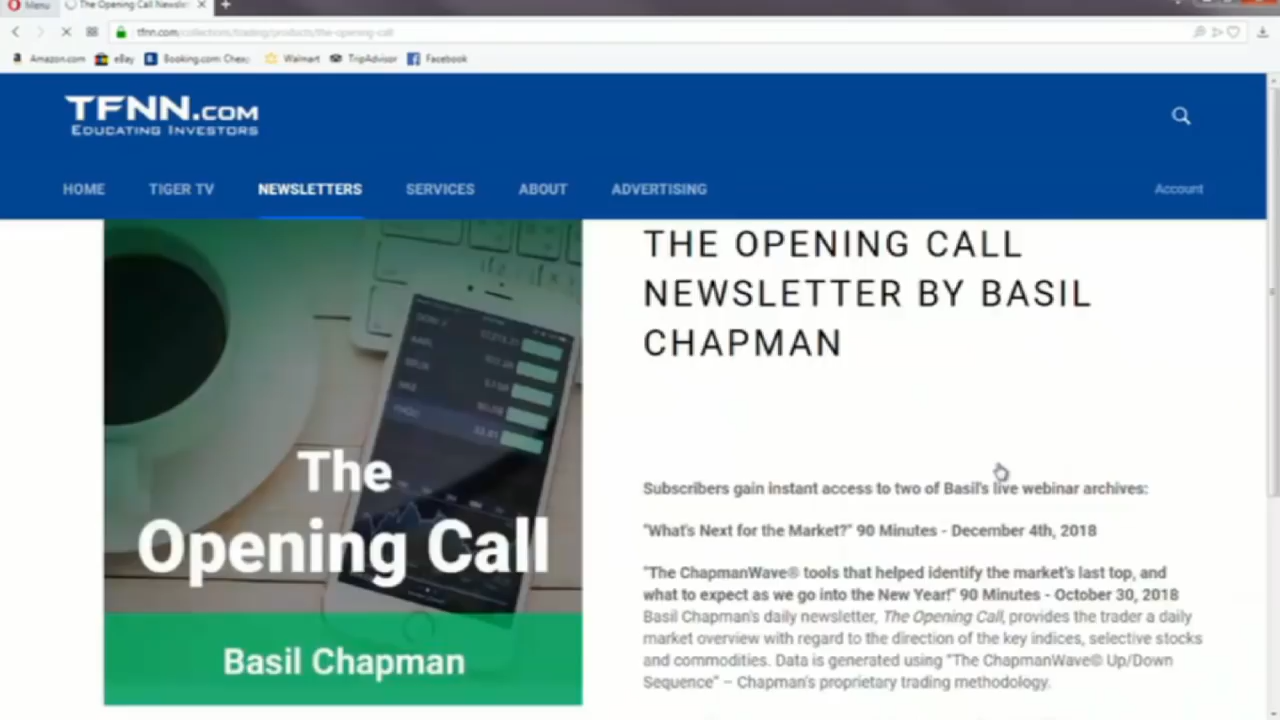 Menu
The Opening Call Newsle
tfnn.com/collections/trading/products/the-opening-call
Amazon.com eBay Booking.com: Walmart TripAdvisor Facebook
TFNN.COM
EDUCATING INVESTORS
HOME TIGER TV NEWSLETTERS SERVICES ABOUT ADVERTISING Account
The
Opening Call
Basil Chapman
THE OPENING CALL
NEWSLETTER BY BASIL
CHAPMAN
Subscribers gain instant access to two of Basil's live webinar archives:
"What's Next for the Market?" 90 Minutes - December 4th, 2018
"The ChapmanWave® tools that helped identify the market's last top, and
what to expect as we go into the New Year!" 90 Minutes - October 30, 2018
Basil Chapman's daily newsletter, The Opening Call, provides the trader a daily
market overview with regard to the direction of the key indices, selective stocks
and commodities. Data is generated using "The ChapmanWave© Up/Down
Sequence" – Chapman's proprietary trading methodology.